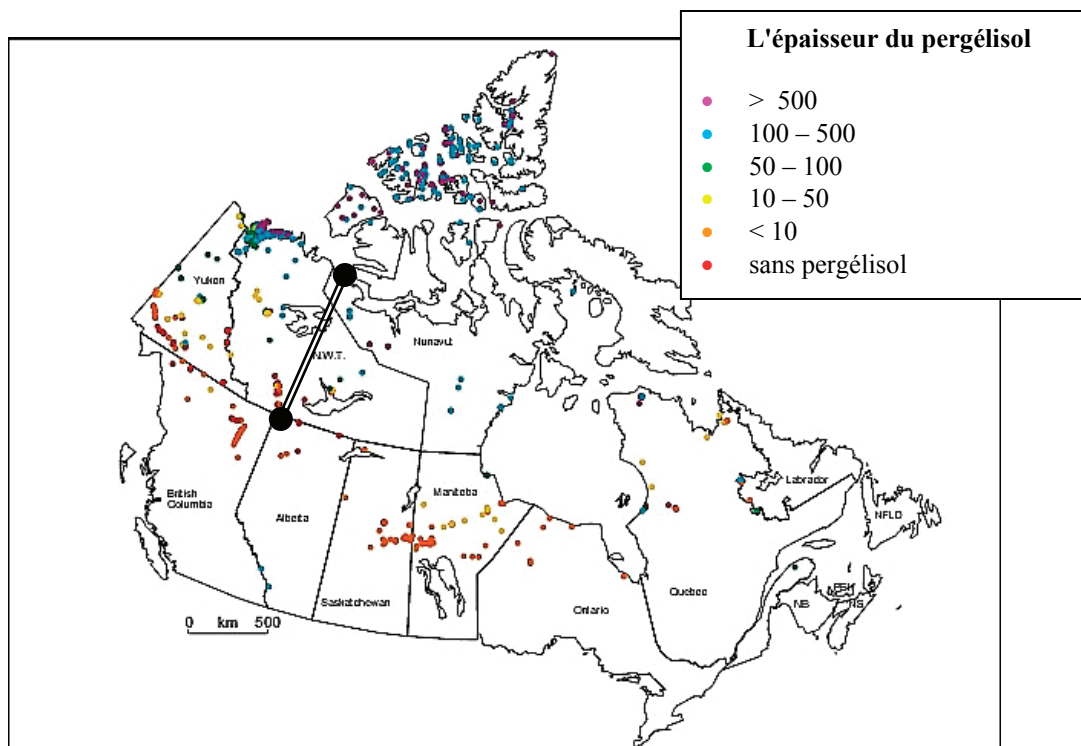 L'épaisseur du pergélisol
> 500
100 – 500
50 – 100
10 – 50
< 10
sans pergélisol
Yukon
N.W.T.
Nunavut
British
Columbia
Alberta
Saskatchewan
Manitoba
Ontario
Quebec
Labrador
NFLD
PEI
NB
NS
0 km 500